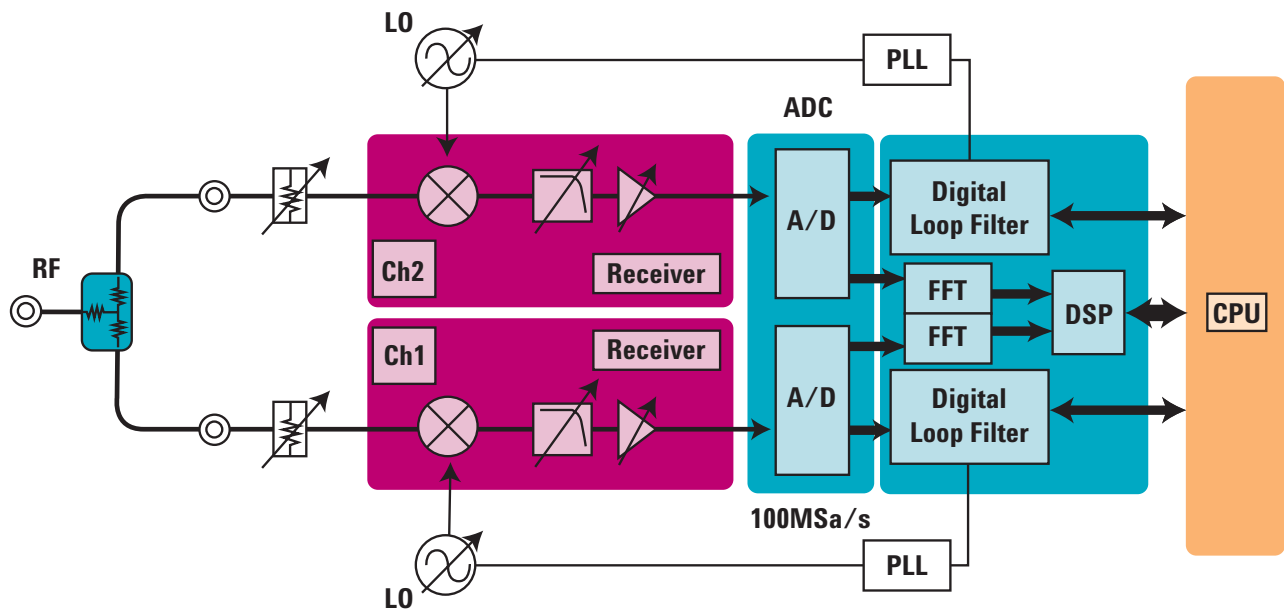 LO
PLL
ADC
RF
Ch2
Receiver
A/D
Digital
Loop Filter
FFT
FFT
DSP
CPU
Ch1
Receiver
A/D
Digital
Loop Filter
100MSa/s
LO
PLL